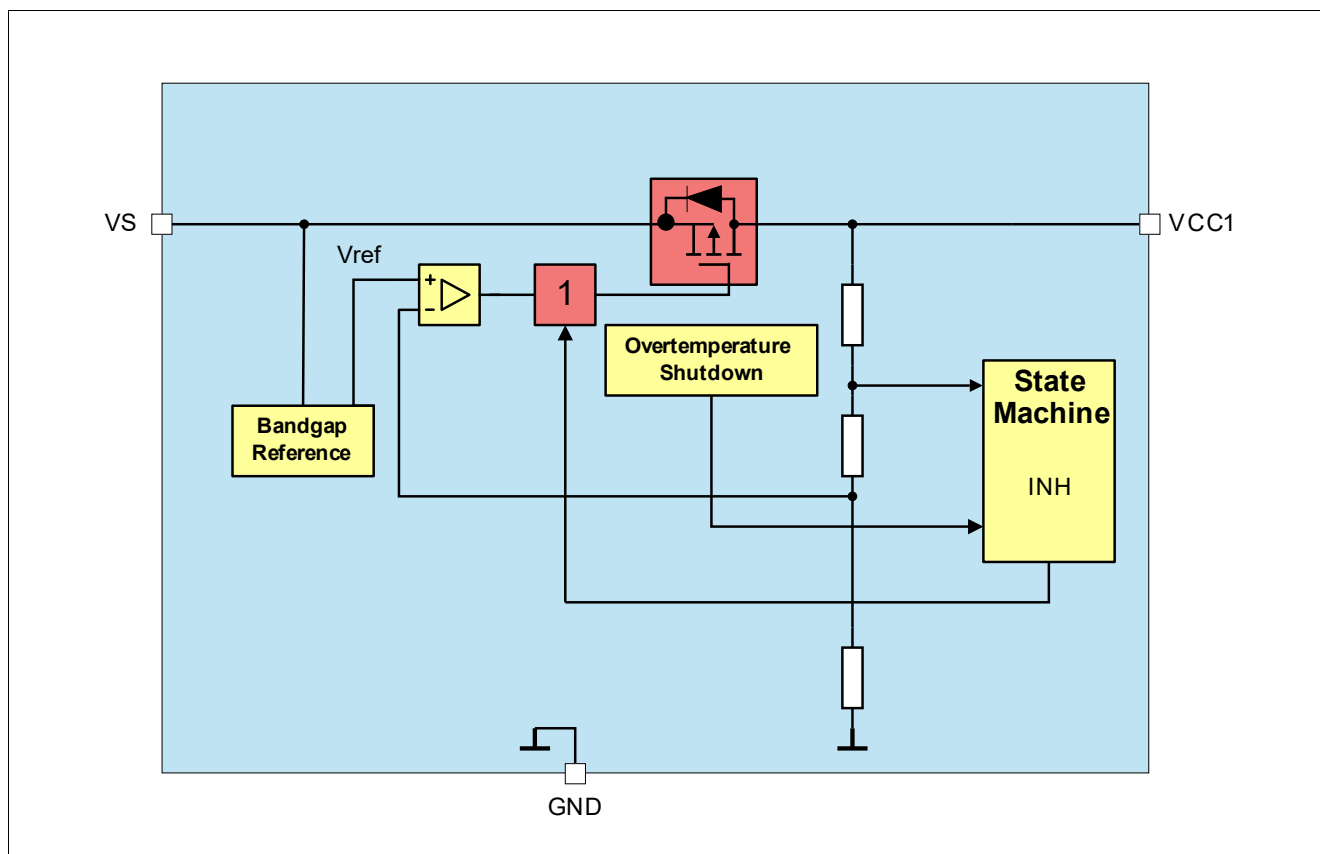 VS
VCC1
Vref
+
-
1
Overtemperature
Shutdown
State
Machine
INH
Bandgap
Reference
GND